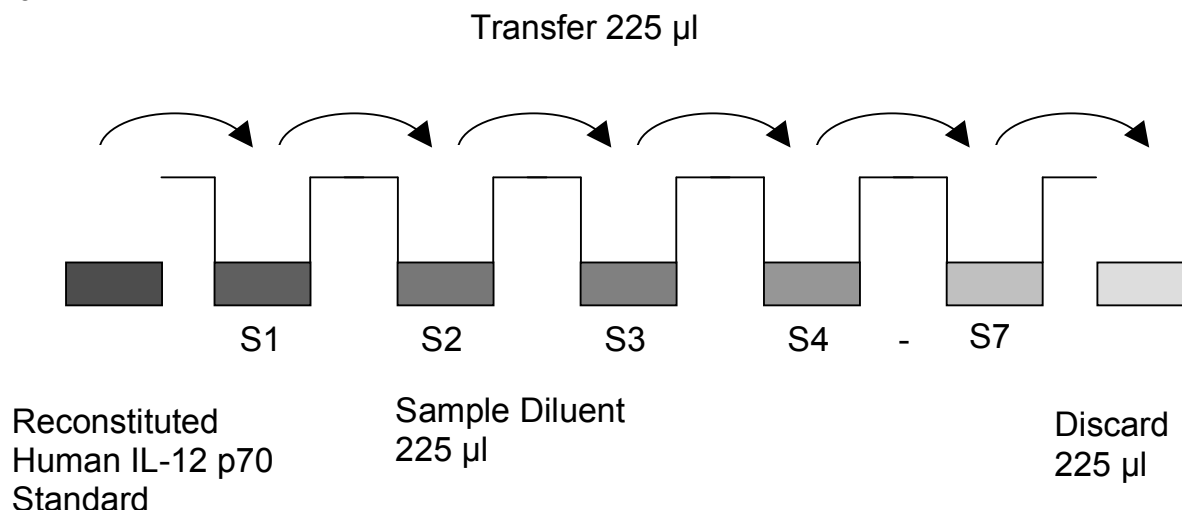 Transfer 225 µl
S1 S2 S3 S4 - S7
Reconstituted
Human IL-12 p70
Standard
Sample Diluent
225 µl
Discard
225 µl